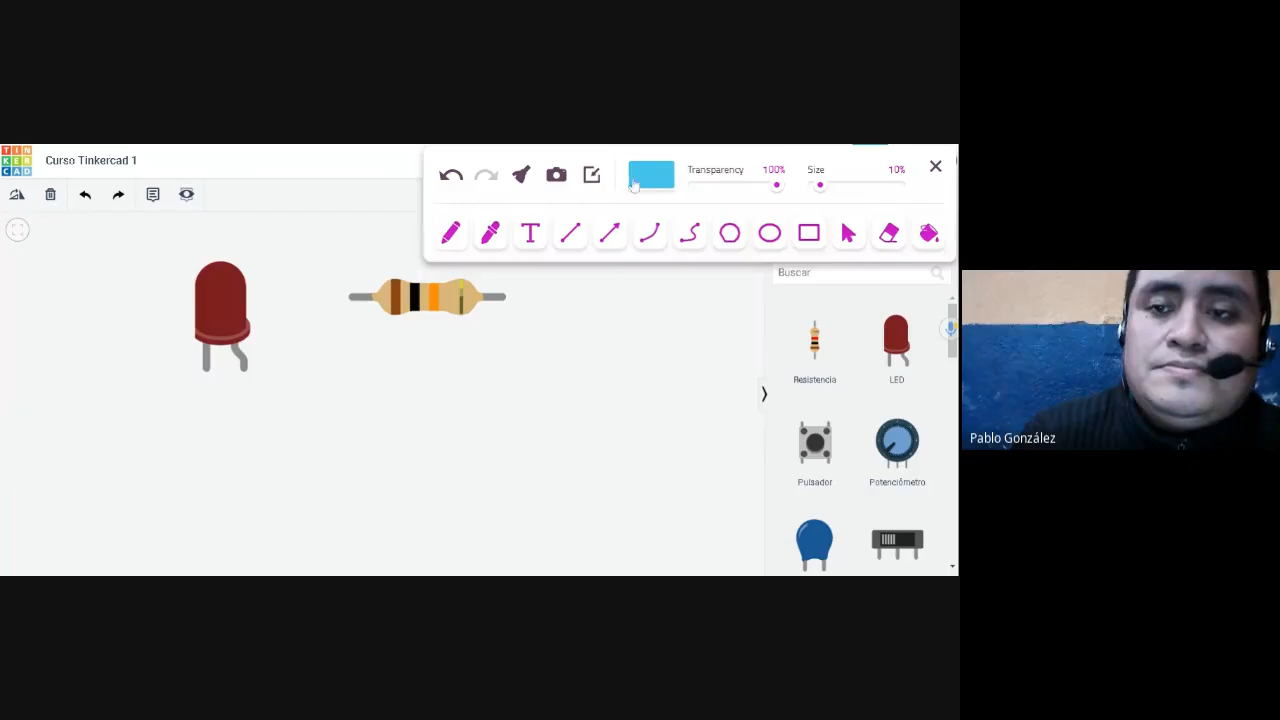 TIN
KER
CAD
Curso Tinkercad 1
Transparency 100%
Size 10%
T
Buscar
Resistencia
LED
Pulsador
Potenciómetro
Pablo González